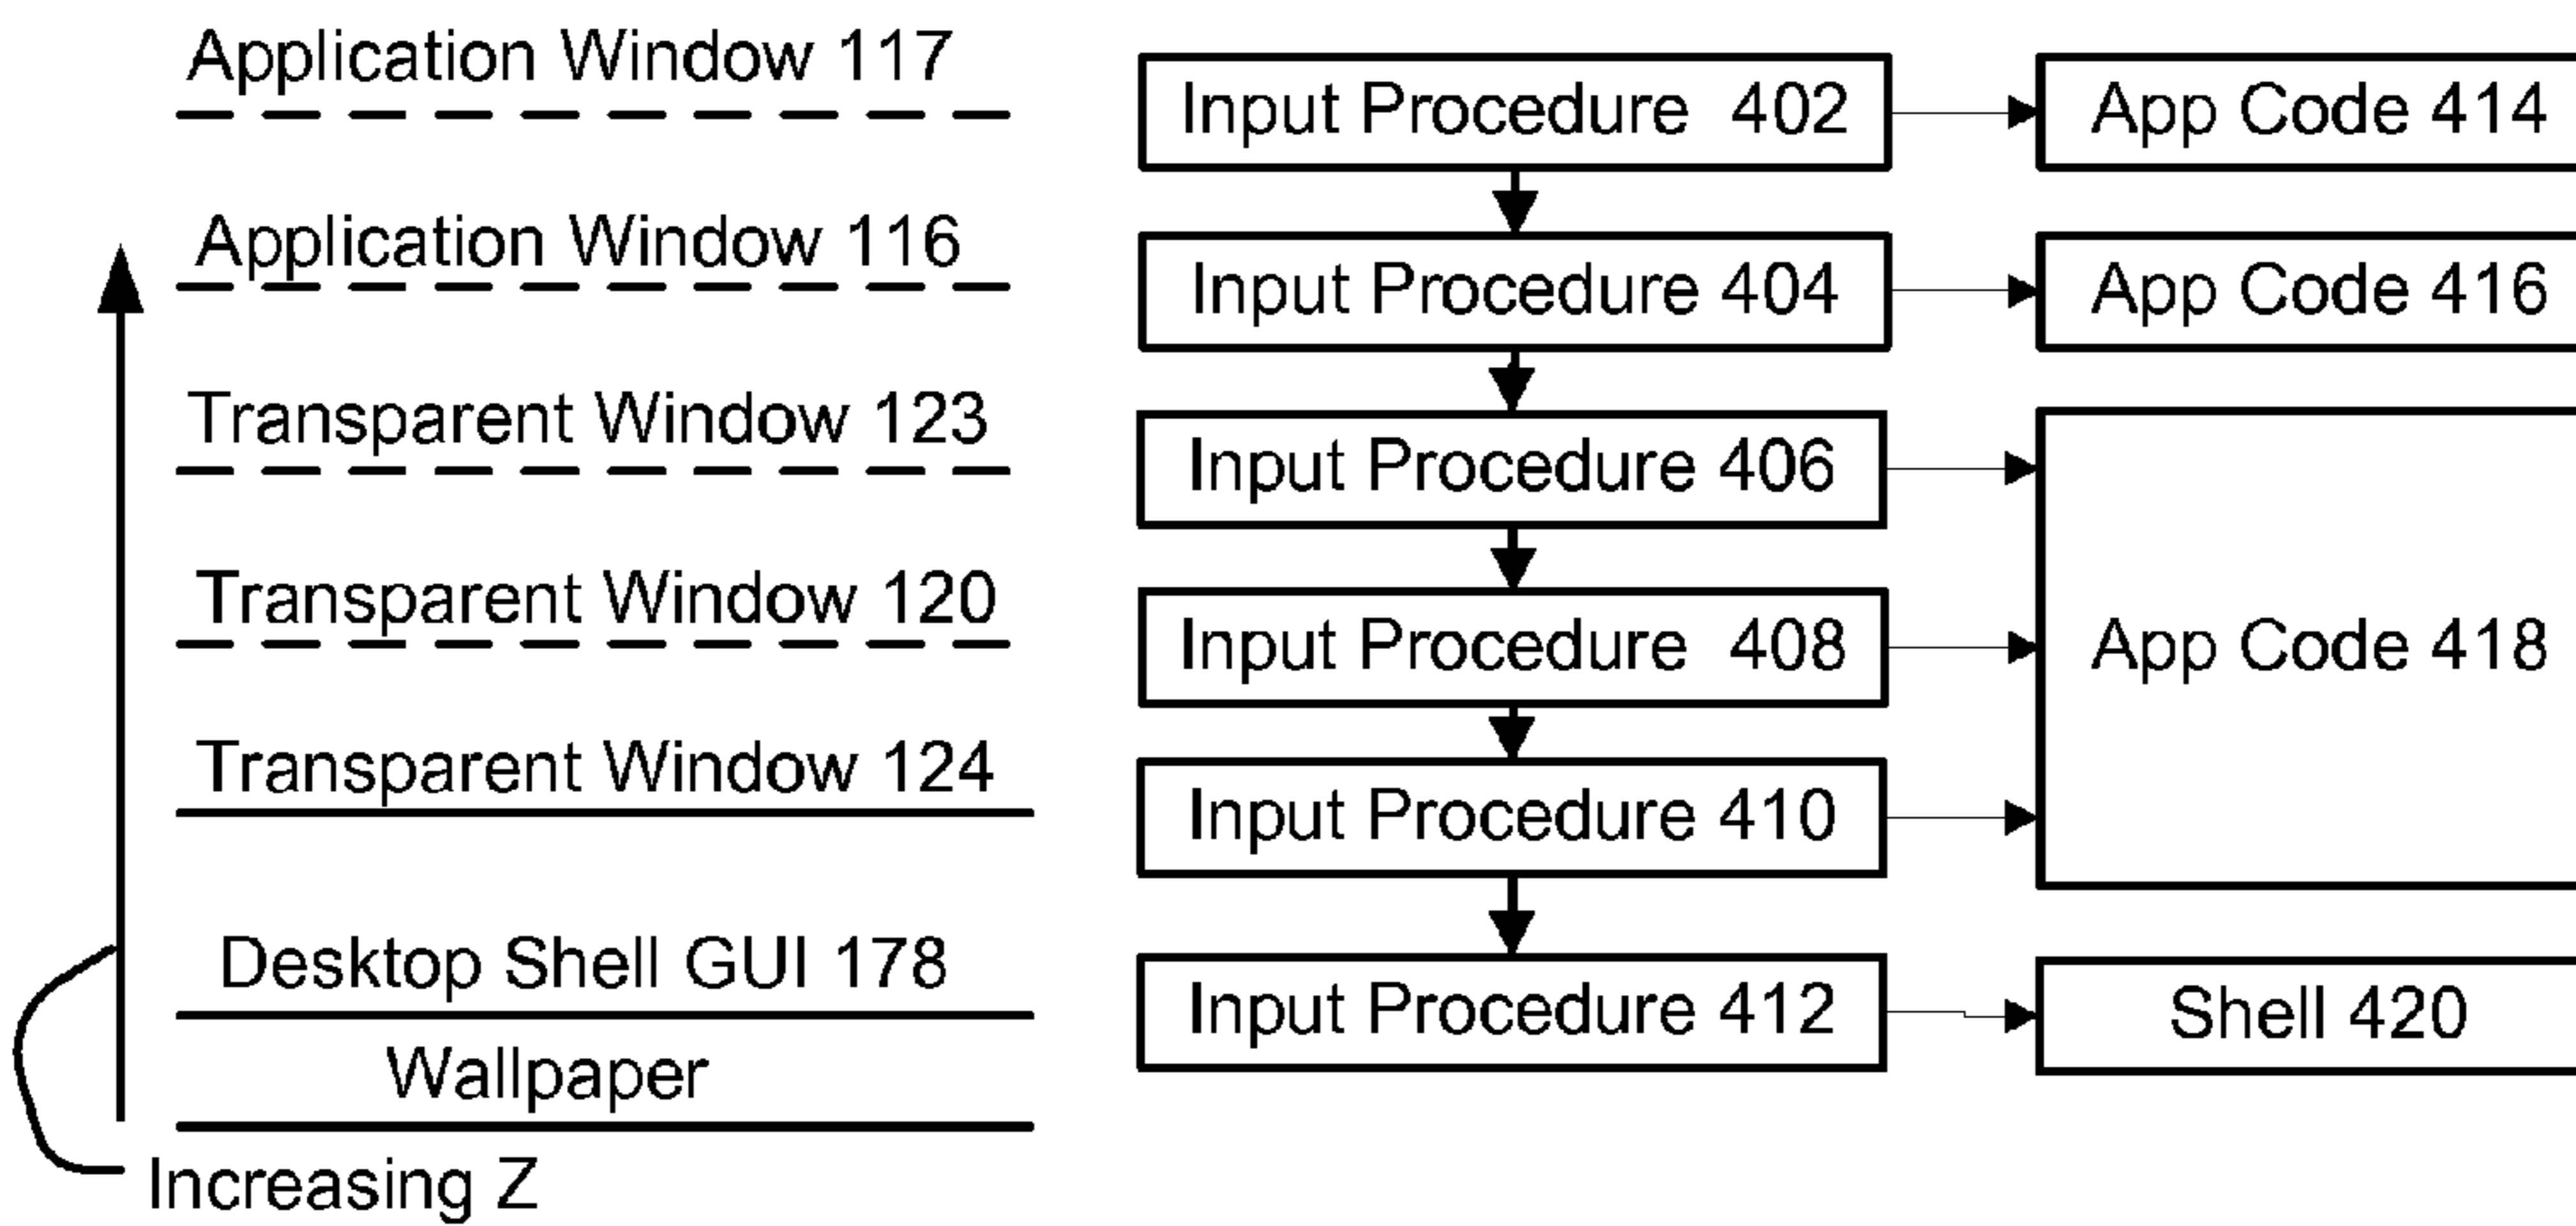 Application Window 117
Input Procedure 402
App Code 414
Application Window 116
Input Procedure 404
App Code 416
Transparent Window 123
Input Procedure 406
Transparent Window 120
Input Procedure 408
App Code 418
Transparent Window 124
Input Procedure 410
Desktop Shell GUI 178
Input Procedure 412
Shell 420
Wallpaper
Increasing Z